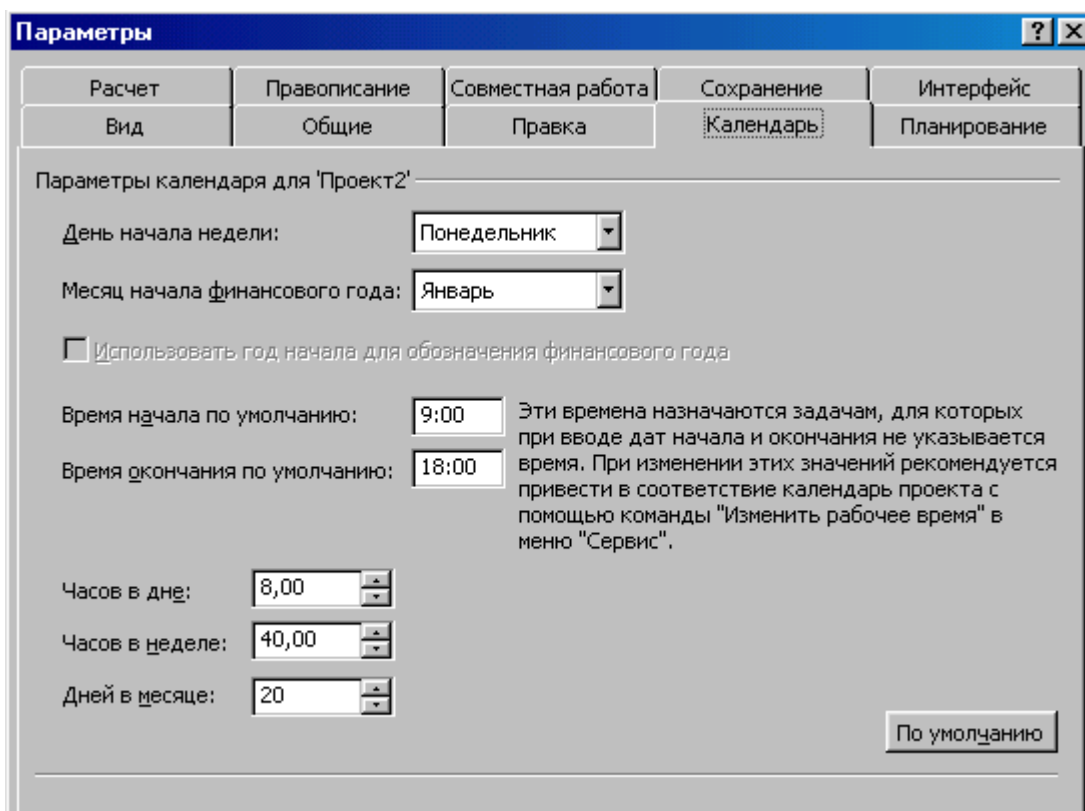 Параметры
Расчет Правописание Совместная работа Сохранение Интерфейс
Вид Общие Правка Календарь Планирование
Параметры календаря для 'Проект2'
День начала недели: Понедельник
Месяц начала финансового года: Январь
Использовать год начала для обозначения финансового года
Время начала по умолчанию: 9:00
Время окончания по умолчанию: 18:00
Эти времена назначаются задачам, для которых
при вводе дат начала и окончания не указывается
время. При изменении этих значений рекомендуется
привести в соответствие календарь проекта с
помощью команды "Изменить рабочее время" в
меню "Сервис".
Часов в дне: 8,00
Часов в неделе: 40,00
Дней в месяце: 20
По умолчанию